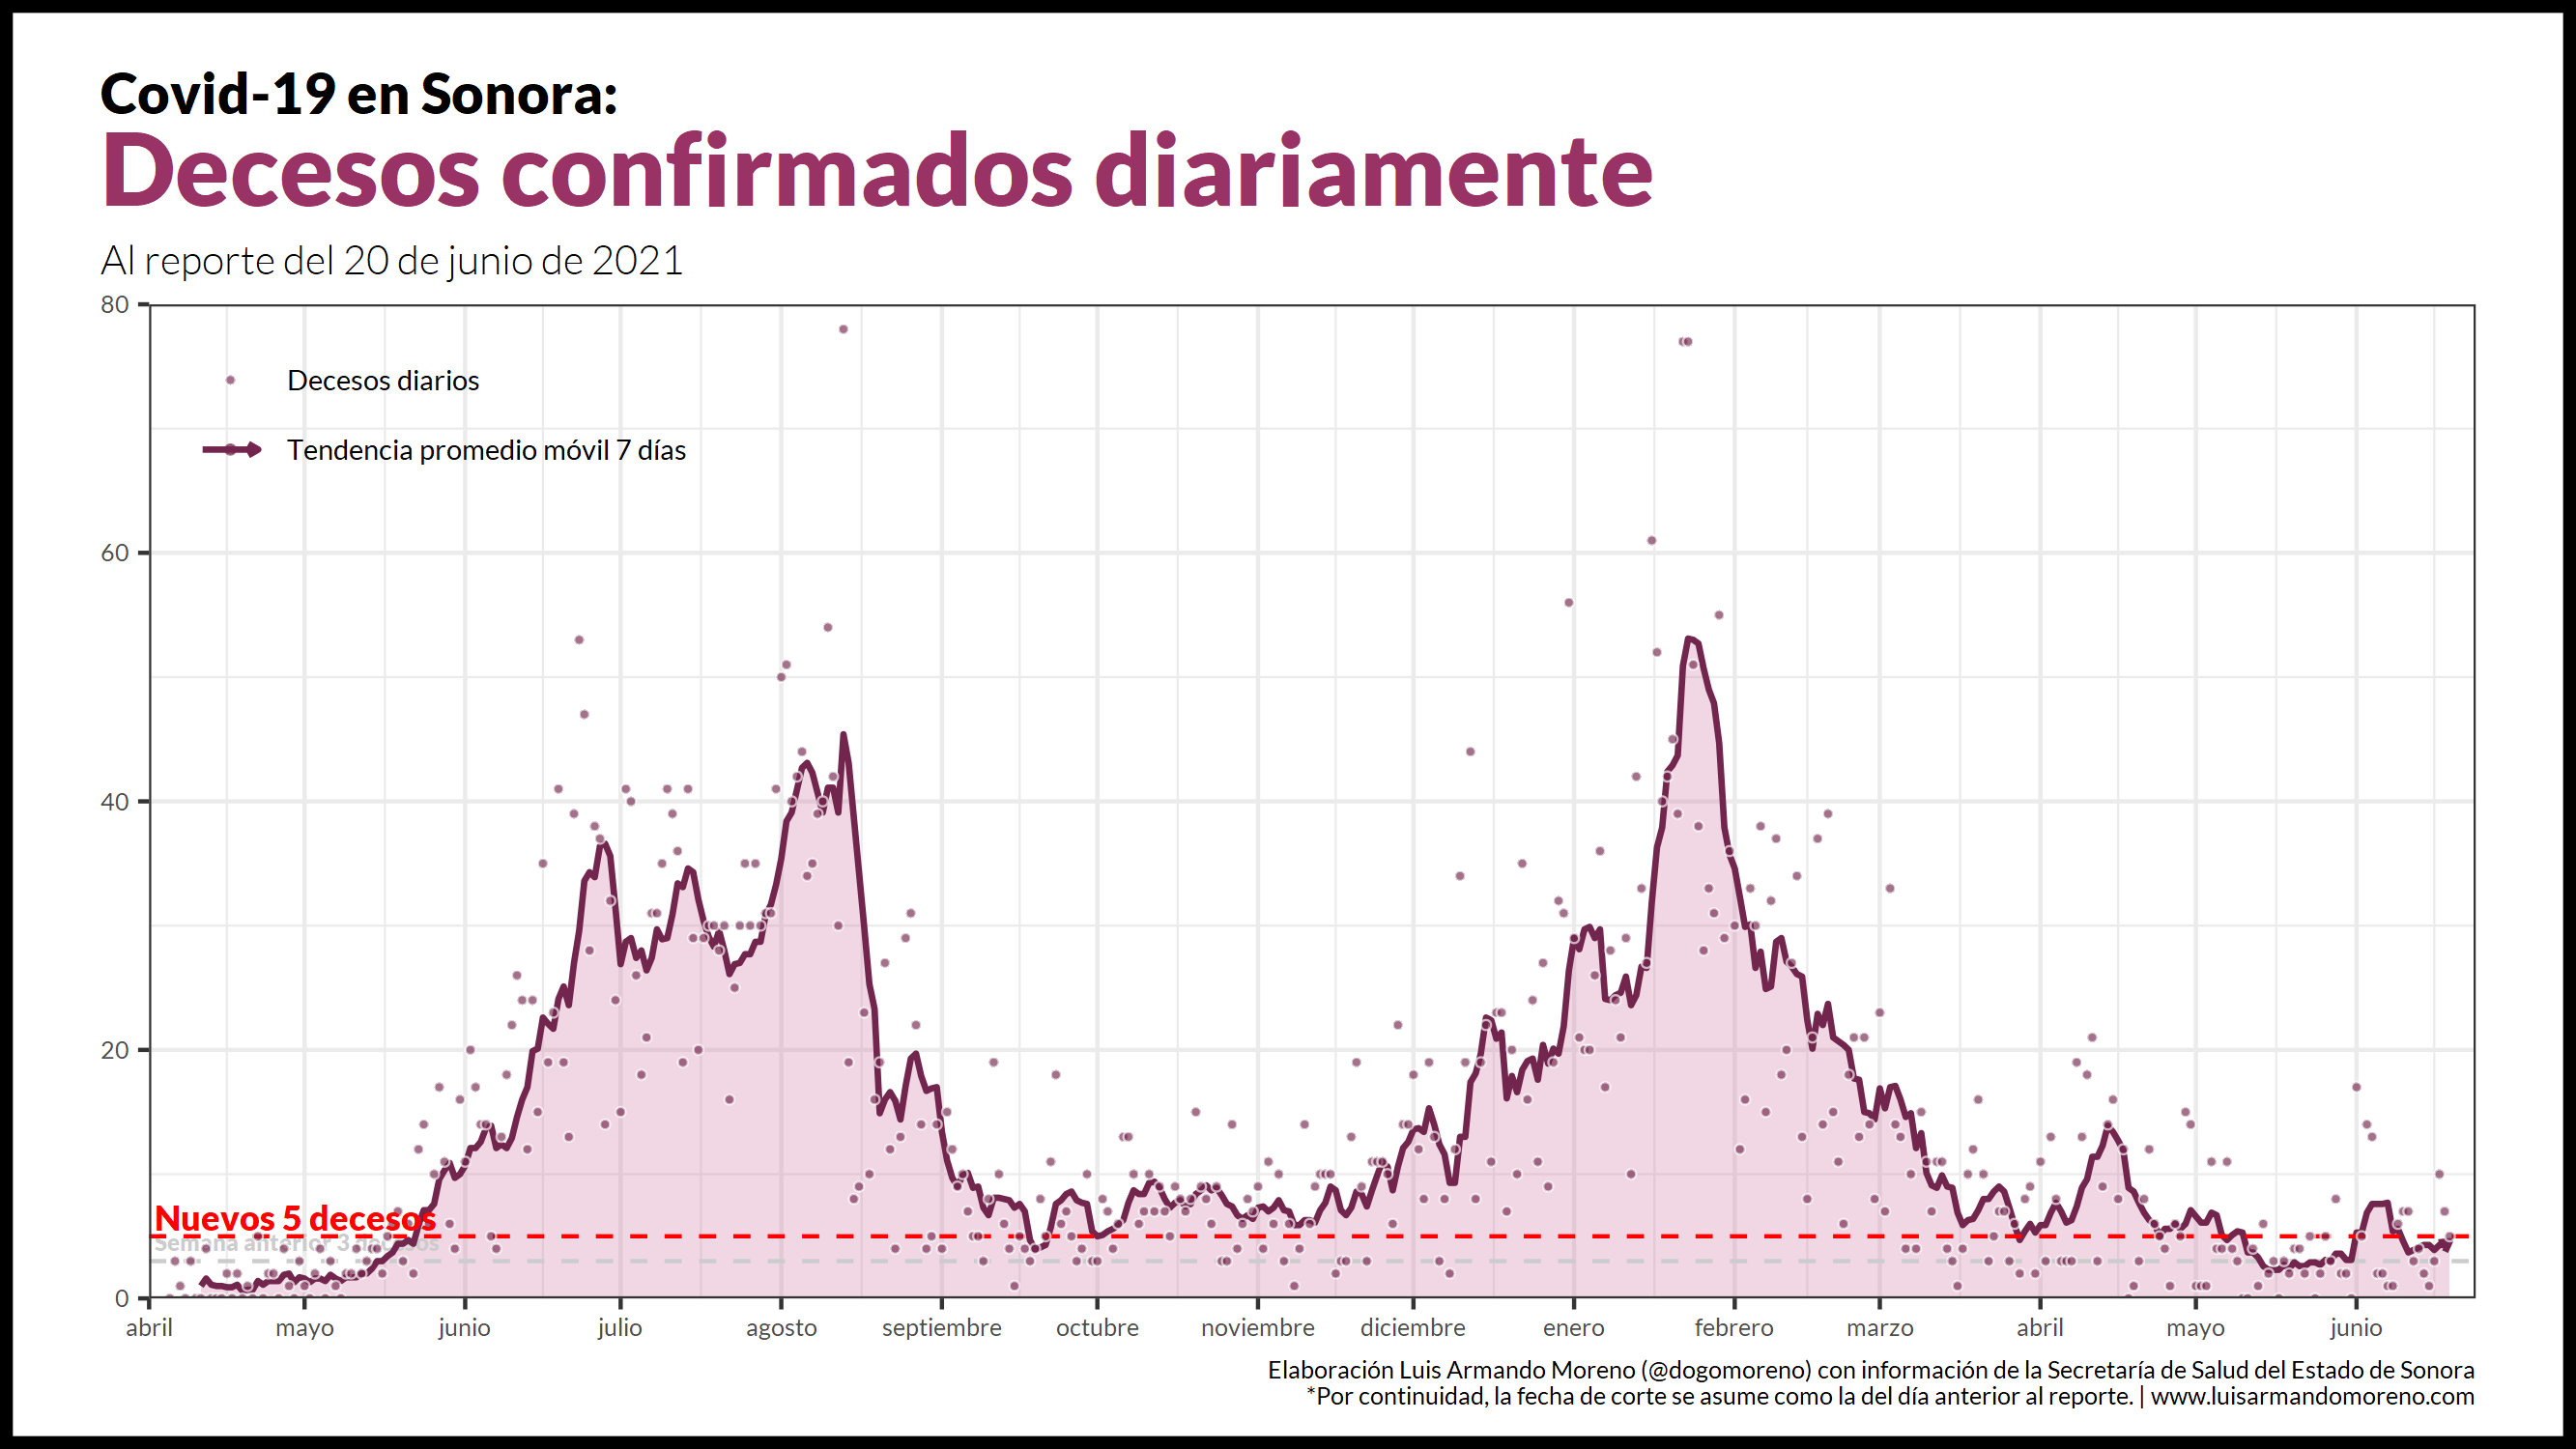 Covid-19 en Sonora:
Decesos confirmados diariamente
Al reporte del 20 de junio de 2021
80
Decesos diarios
Tendencia promedio móvil 7 días
60
40
20
Nuevos 5 decesos
Semana anterior 3 decesos
0
abril mayo junio julio agosto septiembre octubre noviembre diciembre enero febrero marzo abril mayo junio
Elaboración Luis Armando Moreno (@dogomoreno) con información de la Secretaría de Salud del Estado de Sonora
*Por continuidad, la fecha de corte se asume como la del día anterior al reporte. | www.luisarmandomoreno.com